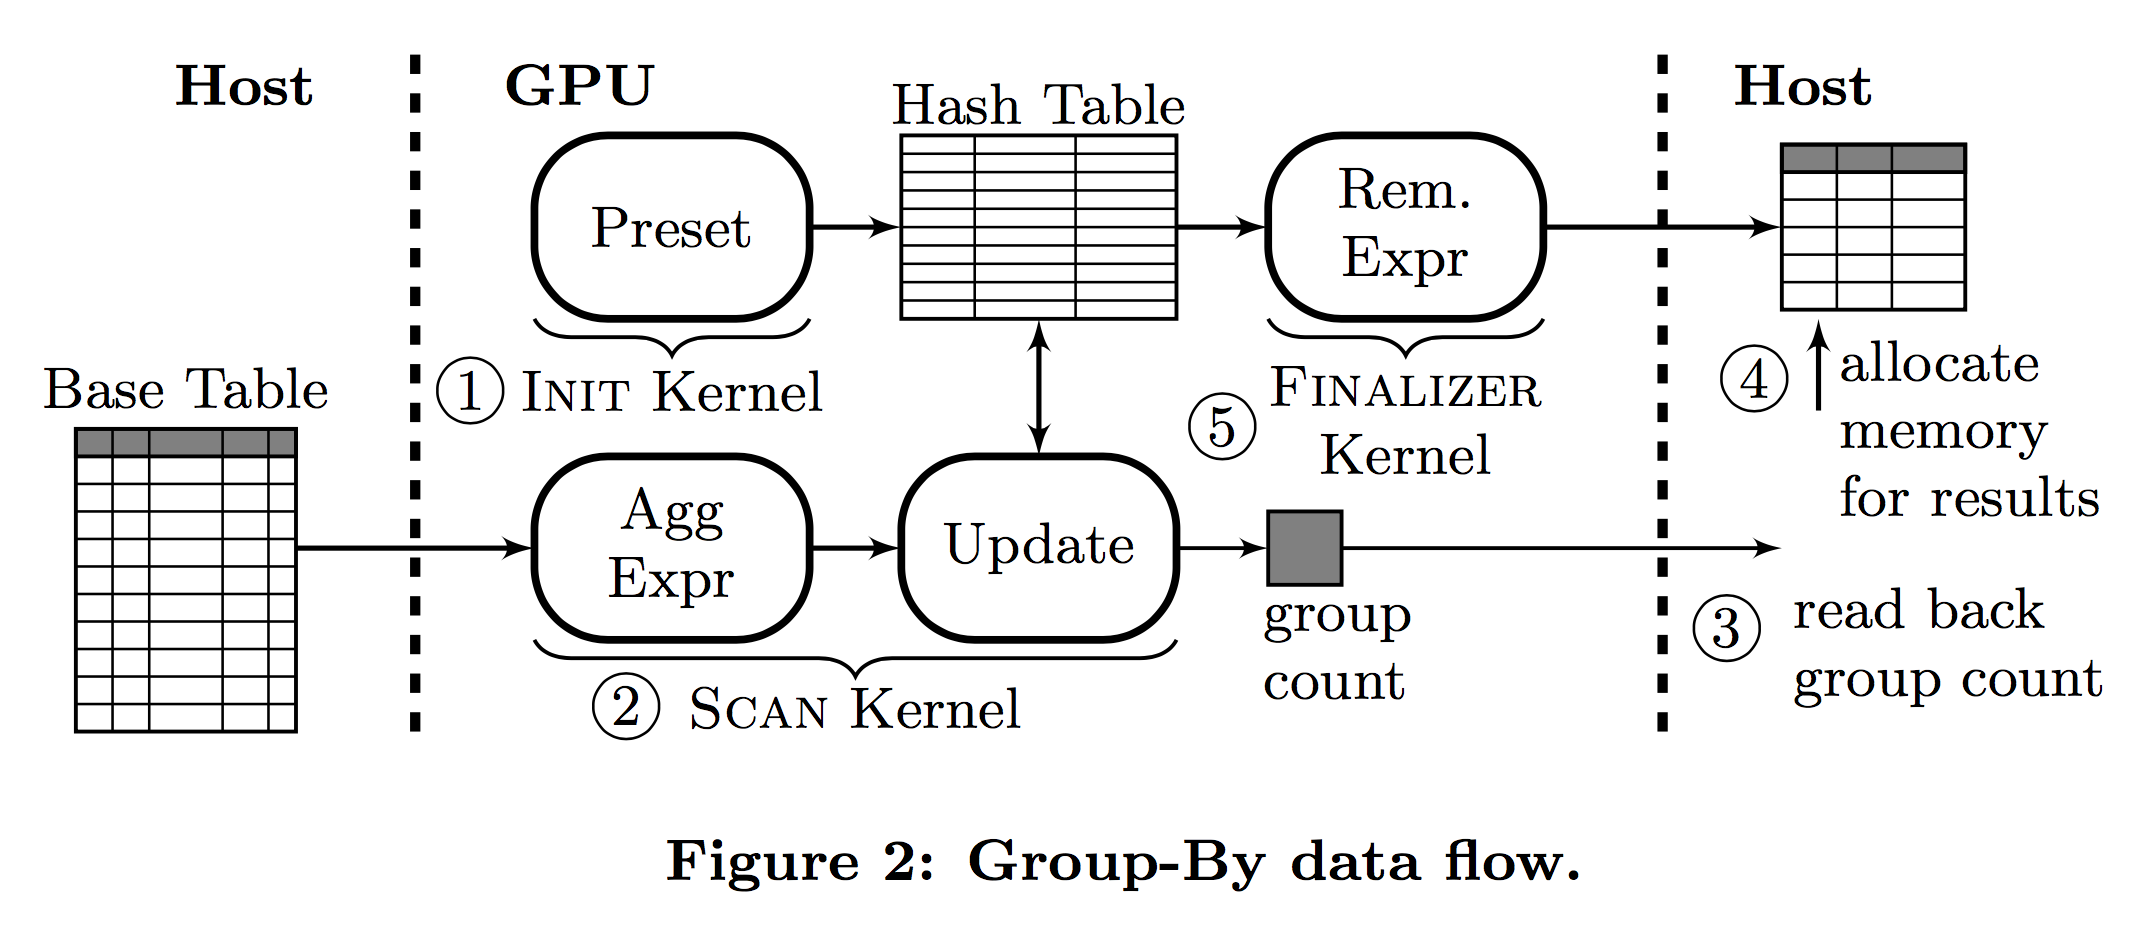 Host
GPU
Host
Hash Table
Preset
Rem.
Expr
Base Table
1 INIT Kernel
5 FINALIZER
Kernel
4 allocate
memory
for results
Agg
Expr
Update
group
count
3 read back
group count
2 SCAN Kernel
Figure 2: Group-By data flow.